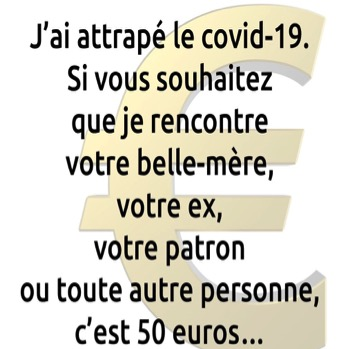 J’ai attrapé le covid-19.
Si vous souhaitez
que je rencontre
votre belle-mère,
votre ex,
votre patron
ou toute autre personne,
c’est 50 euros...